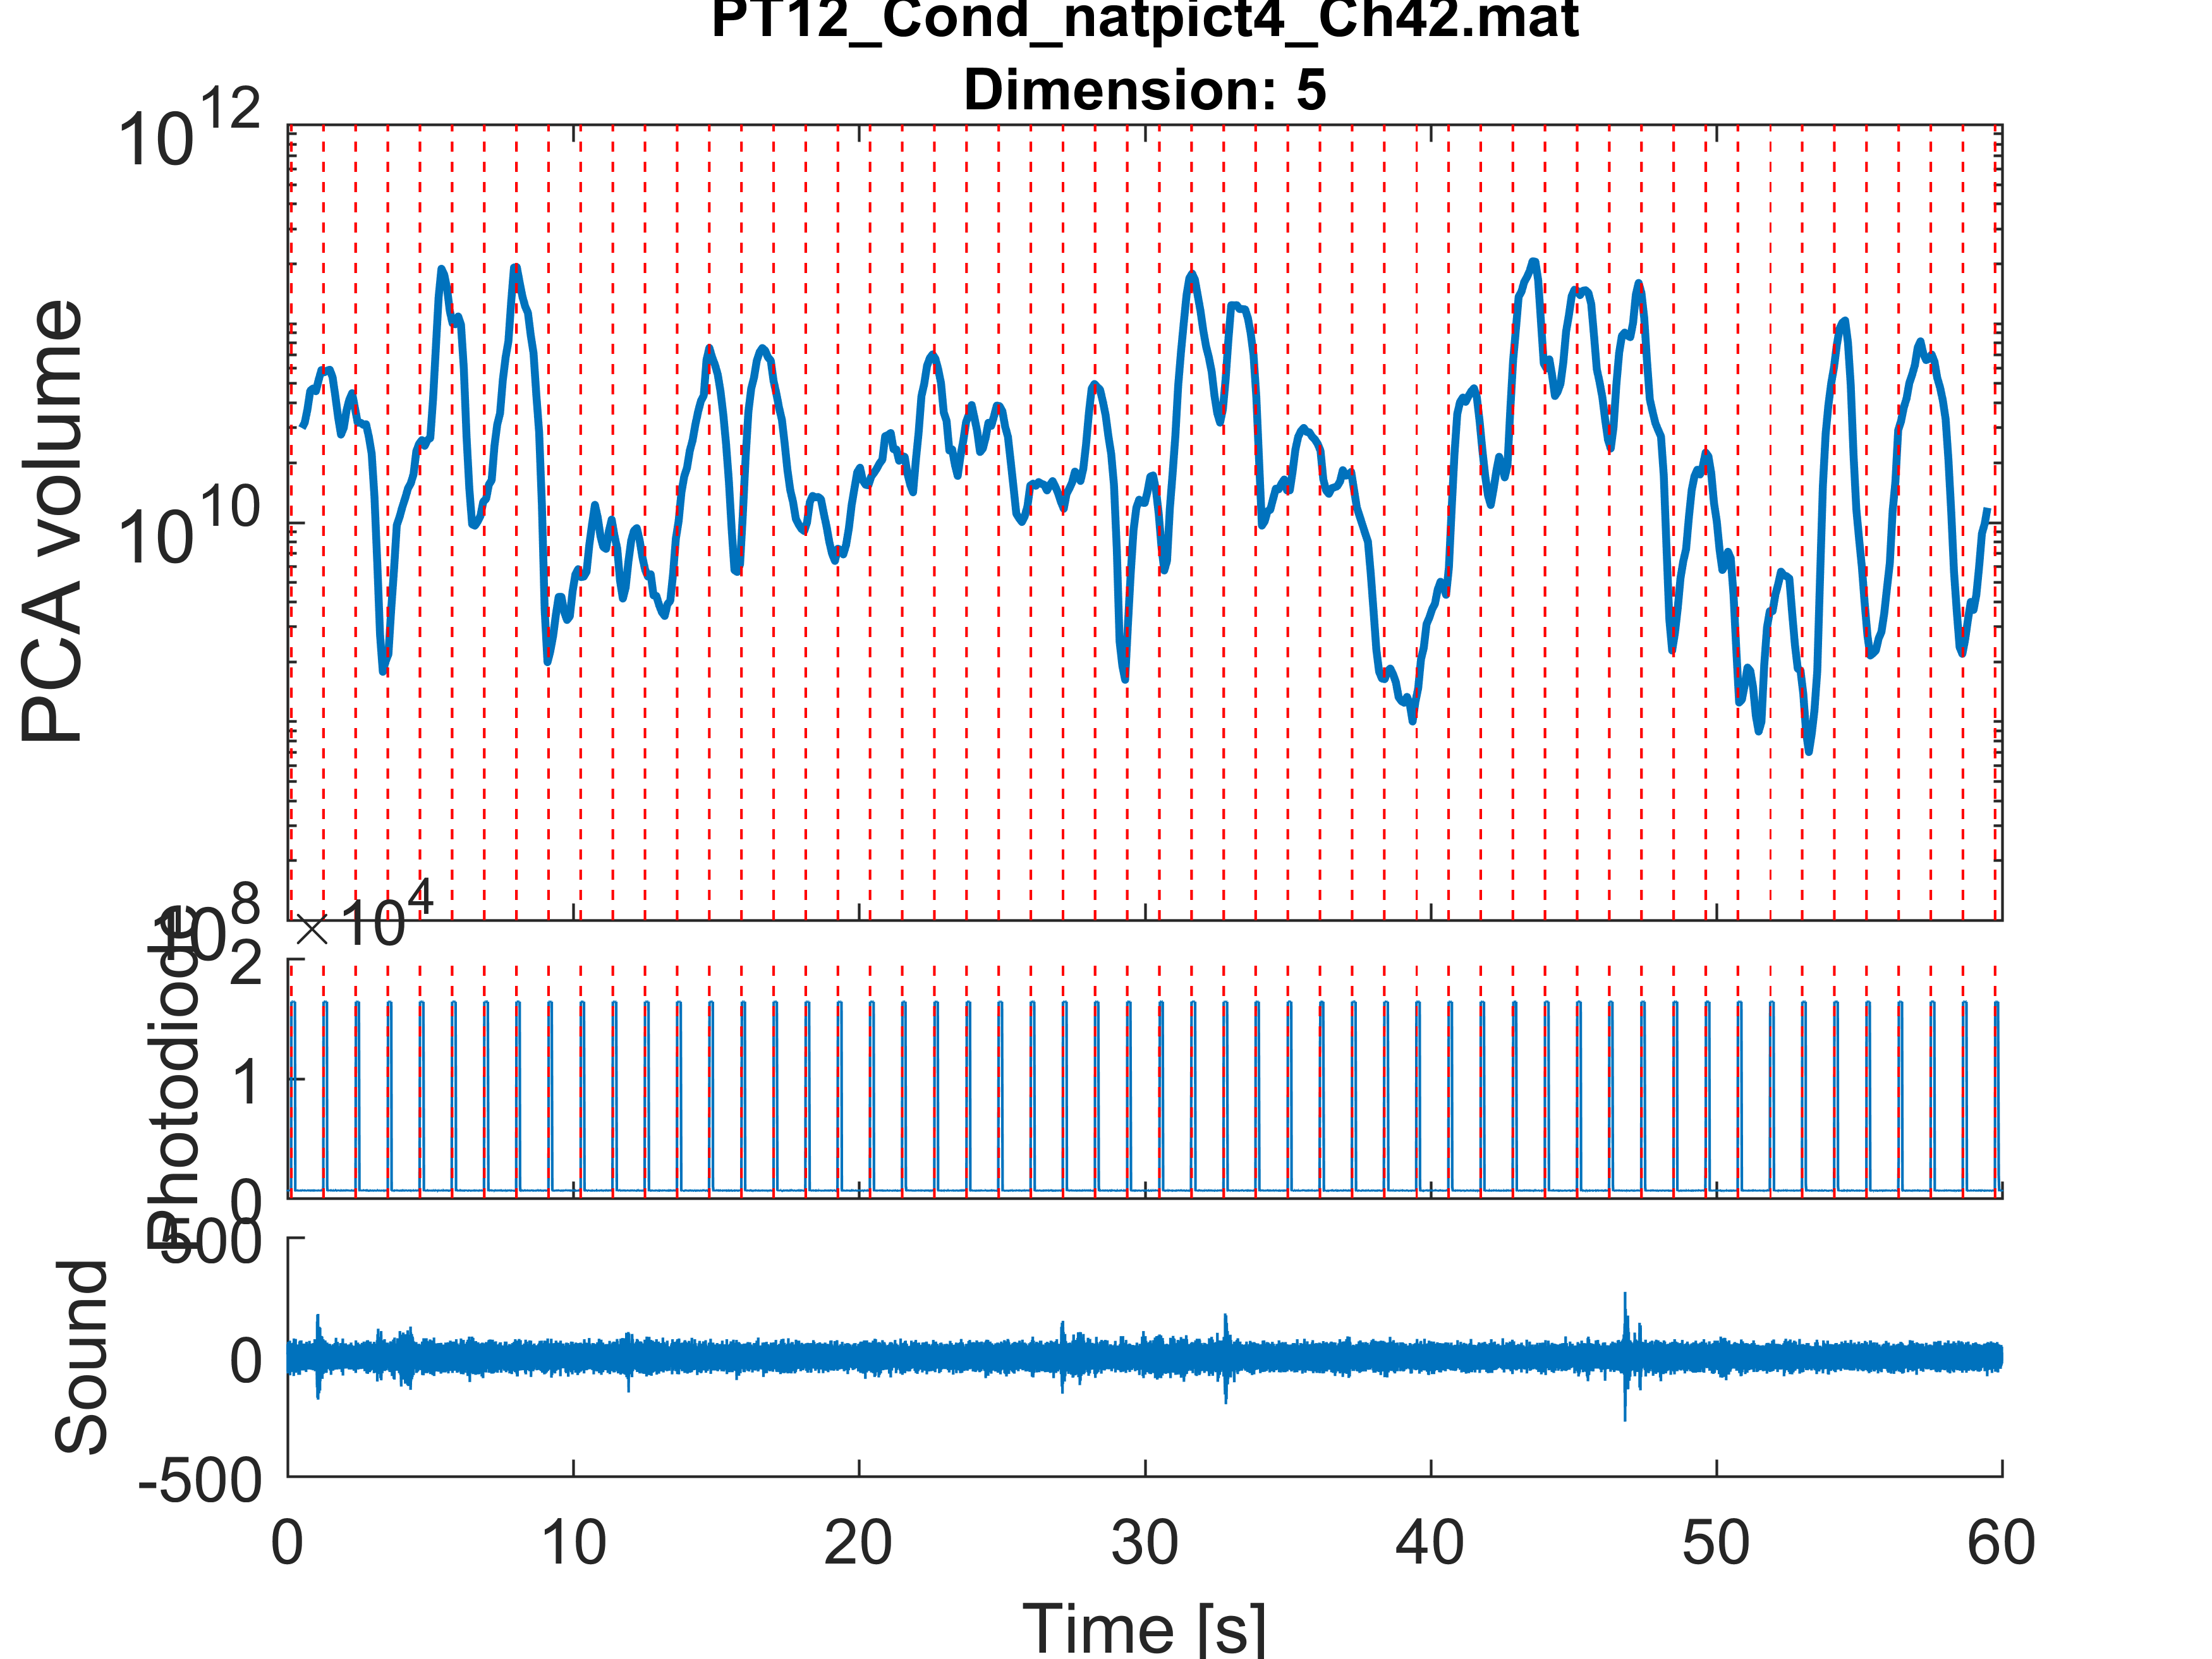 PT12_Cond_natpict4_Ch42.mat
Dimension: 5
10^12
10^10
10^8
PCA volume
× 10^4
2
1
0
Photodiode
500
0
-500
Sound
0 10 20 30 40 50 60
Time [s]